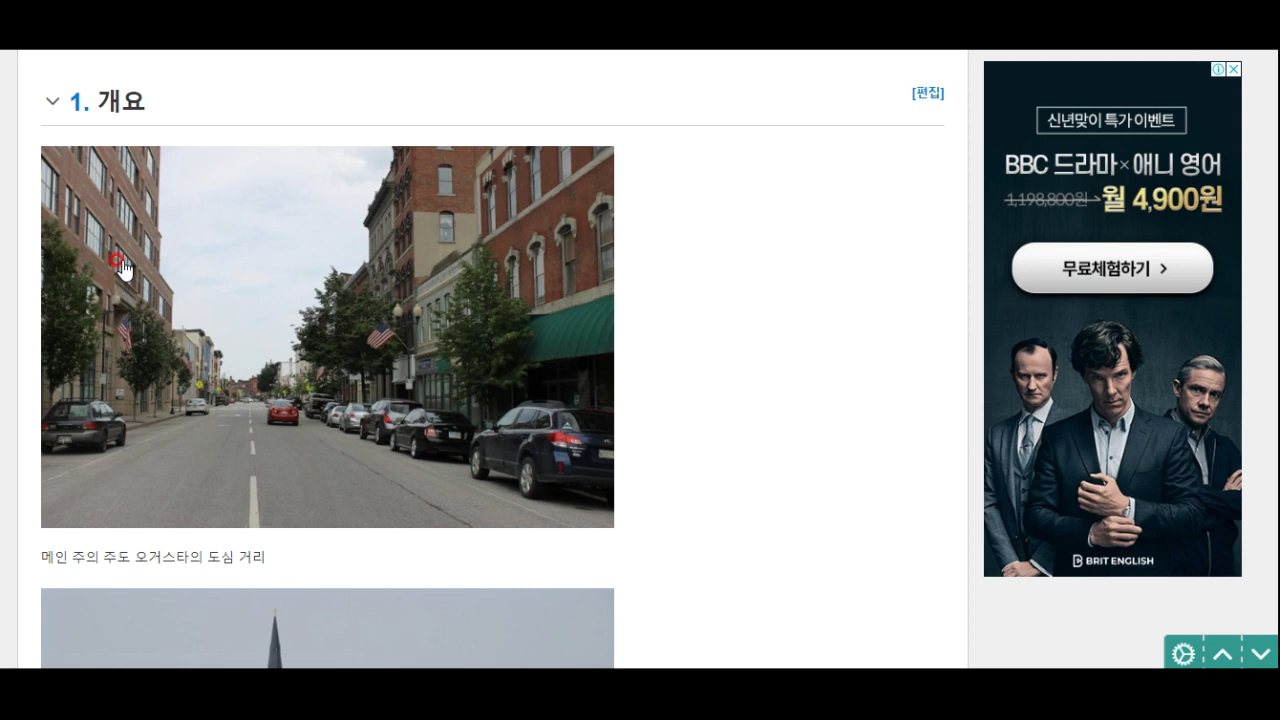 1. 개요
[편집]
메인 주의 주도 오거스타의 도심 거리
신년맞이 특가 이벤트
BBC 드라마×애니 영어
1,198,800원→월 4,900원
무료체험하기 >
BRIT ENGLISH